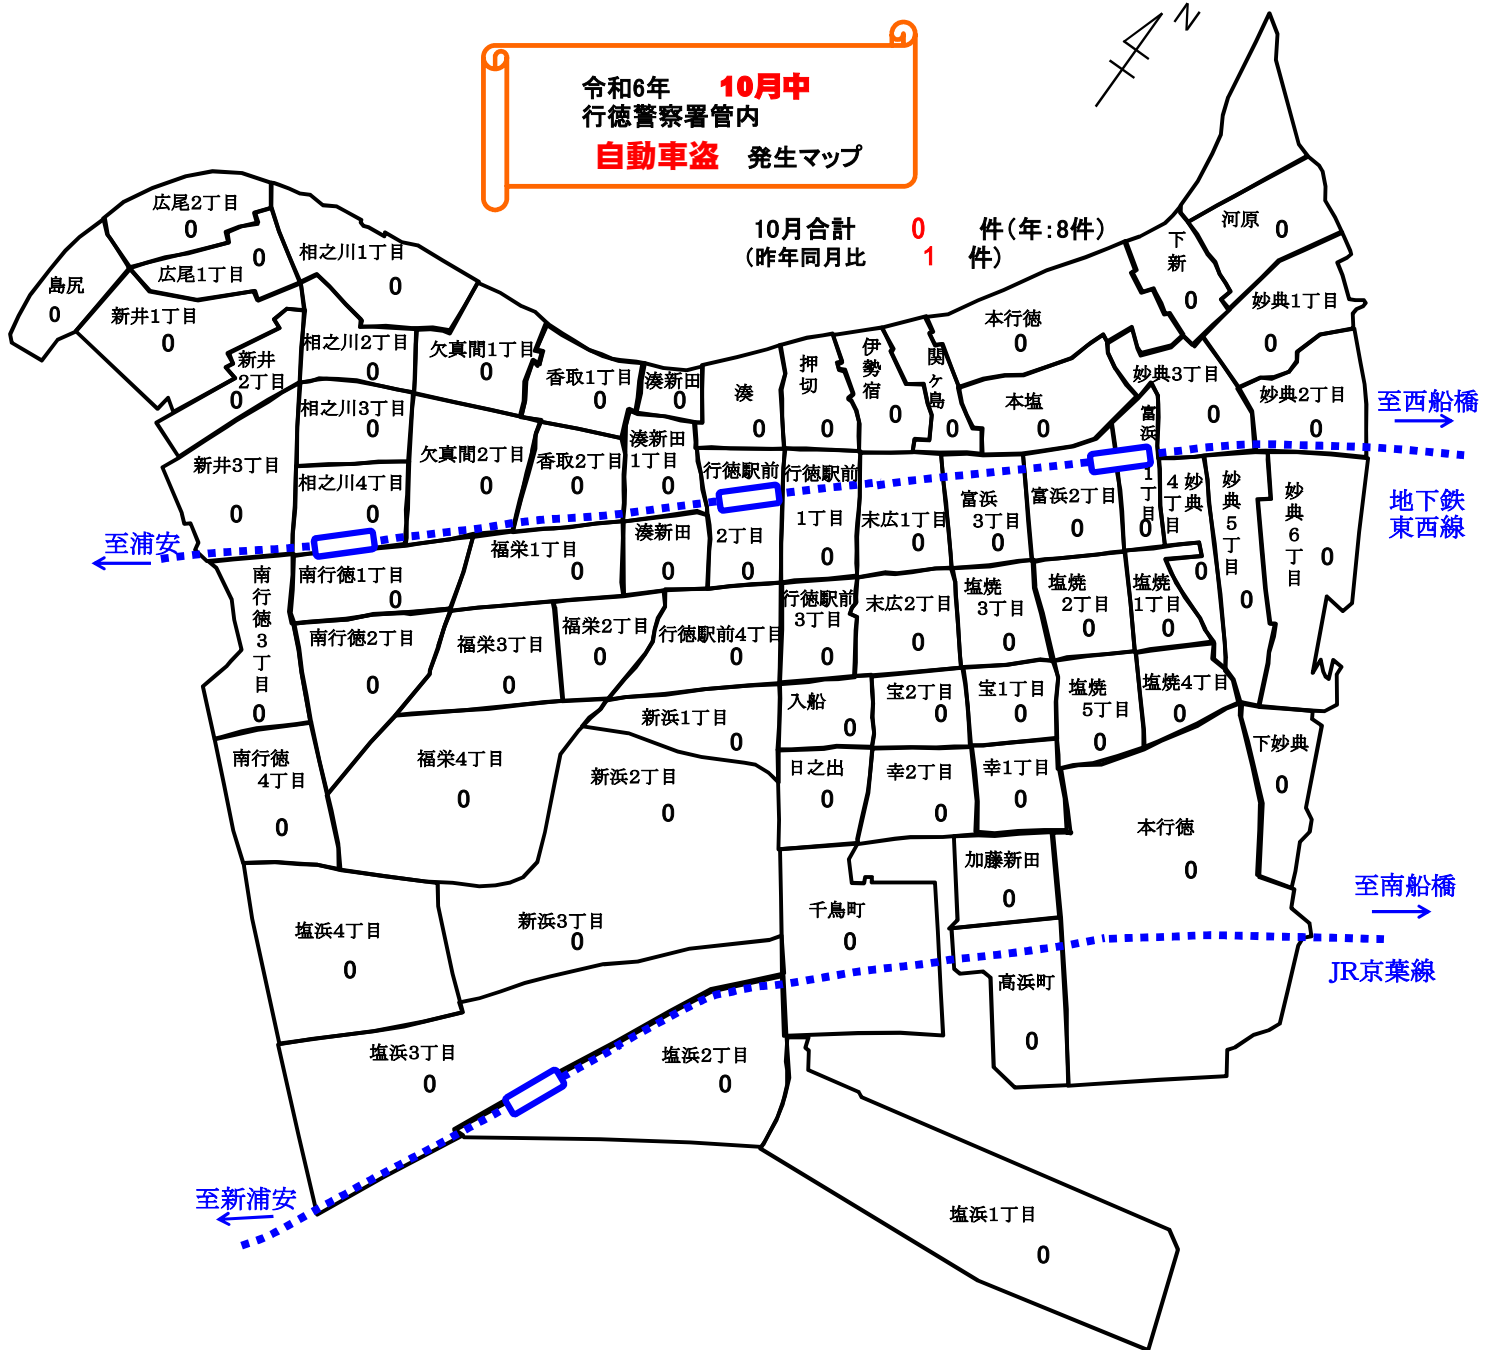 令和6年 10月中
行徳警察署管内
自動車盗 発生マップ
10月合計 0 件(年:8件)
(昨年同月比 1 件)
N
広尾2丁目
0
広尾1丁目
0
島尻
0
相之川1丁目
0
新井1丁目
0
新井
2丁目
0
相之川2丁目
0
欠真間1丁目
0
香取1丁目
0
湊新田
0
湊
0
押切
0
伊勢宿
0
関ヶ島
0
本行徳
0
下新
0
河原
0
妙典1丁目
0
妙典3丁目
0
妙典2丁目
0
本塩
0
至西船橋
地下鉄
東西線
相之川3丁目
0
新井3丁目
0
相之川4丁目
0
欠真間2丁目
0
香取2丁目
0
湊新田
1丁目
0
湊新田
0
行徳駅前
2丁目
0
行徳駅前
1丁目
0
末広1丁目
0
富浜
3丁目
0
富浜2丁目
0
富浜
1丁目
0
妙典
4丁目
0
妙典5丁目
0
妙典6丁目
0
至浦安
南行徳3丁目
0
南行徳1丁目
0
福栄1丁目
0
南行徳2丁目
0
福栄3丁目
0
福栄2丁目
0
行徳駅前4丁目
0
行徳駅前
3丁目
0
末広2丁目
0
塩焼
3丁目
0
塩焼
2丁目
0
塩焼
1丁目
0
南行徳
4丁目
0
福栄4丁目
0
新浜1丁目
0
新浜2丁目
0
入船
0
宝2丁目
0
宝1丁目
0
塩焼
5丁目
0
塩焼4丁目
0
下妙典
0
日之出
0
幸2丁目
0
幸1丁目
0
本行徳
0
加藤新田
0
千鳥町
0
高浜町
0
至南船橋
JR京葉線
塩浜4丁目
0
新浜3丁目
0
塩浜3丁目
0
塩浜2丁目
0
至新浦安
塩浜1丁目
0